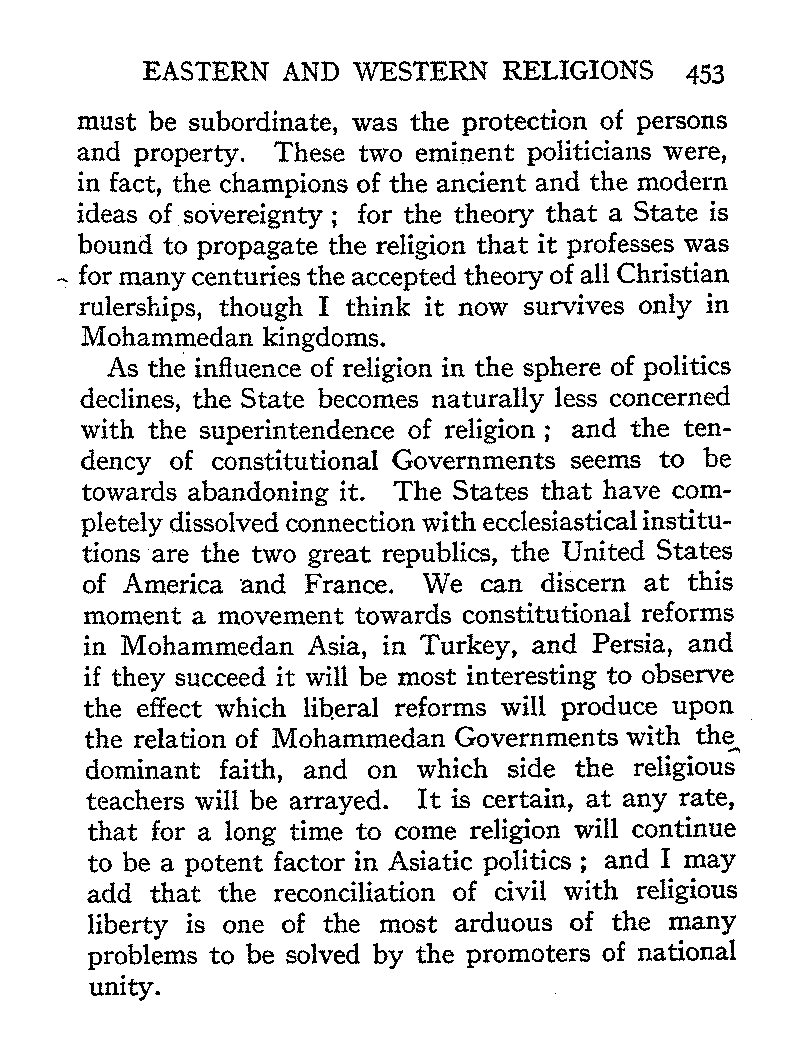 EASTERN AND WESTERN RELIGIONS 453
must be subordinate, was the protection of persons
and property. These two eminent politicians were,
in fact, the champions of the ancient and the modern
ideas of sovereignty ; for the theory that a State is
bound to propagate the religion that it professes was
for many centuries the accepted theory of all Christian
rulerships, though I think it now survives only in
Mohammedan kingdoms.
As the influence of religion in the sphere of politics
declines, the State becomes naturally less concerned
with the superintendence of religion ; and the ten-
dency of constitutional Governments seems to be
towards abandoning it. The States that have com-
pletely dissolved connection with ecclesiastical institu-
tions are the two great republics, the United States
of America and France. We can discern at this
moment a movement towards constitutional reforms
in Mohammedan Asia, in Turkey, and Persia, and
if they succeed it will be most interesting to observe
the effect which liberal reforms will produce upon
the relation of Mohammedan Governments with the
dominant faith, and on which side the religious
teachers will be arrayed. It is certain, at any rate,
that for a long time to come religion will continue
to be a potent factor in Asiatic politics ; and I may
add that the reconciliation of civil with religious
liberty is one of the most arduous of the many
problems to be solved by the promoters of national
unity.